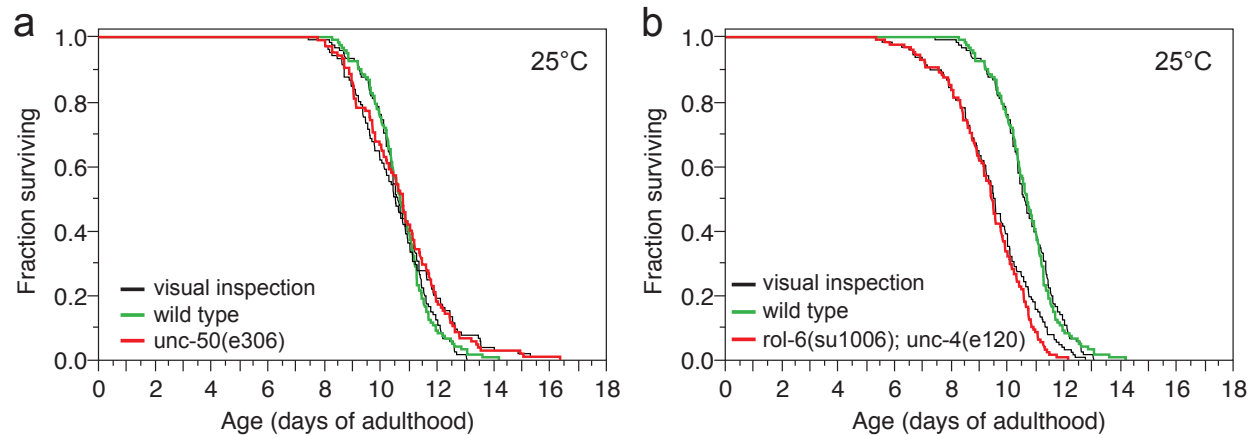 a
25°C
Fraction surviving
1.0
0.8
0.6
0.4
0.2
0.0
visual inspection
wild type
unc-50(e306)
0 2 4 6 8 10 12 14 16 18
Age (days of adulthood)
b
25°C
Fraction surviving
1.0
0.8
0.6
0.4
0.2
0.0
visual inspection
wild type
rol-6(su1006); unc-4(e120)
0 2 4 6 8 10 12 14 16 18
Age (days of adulthood)